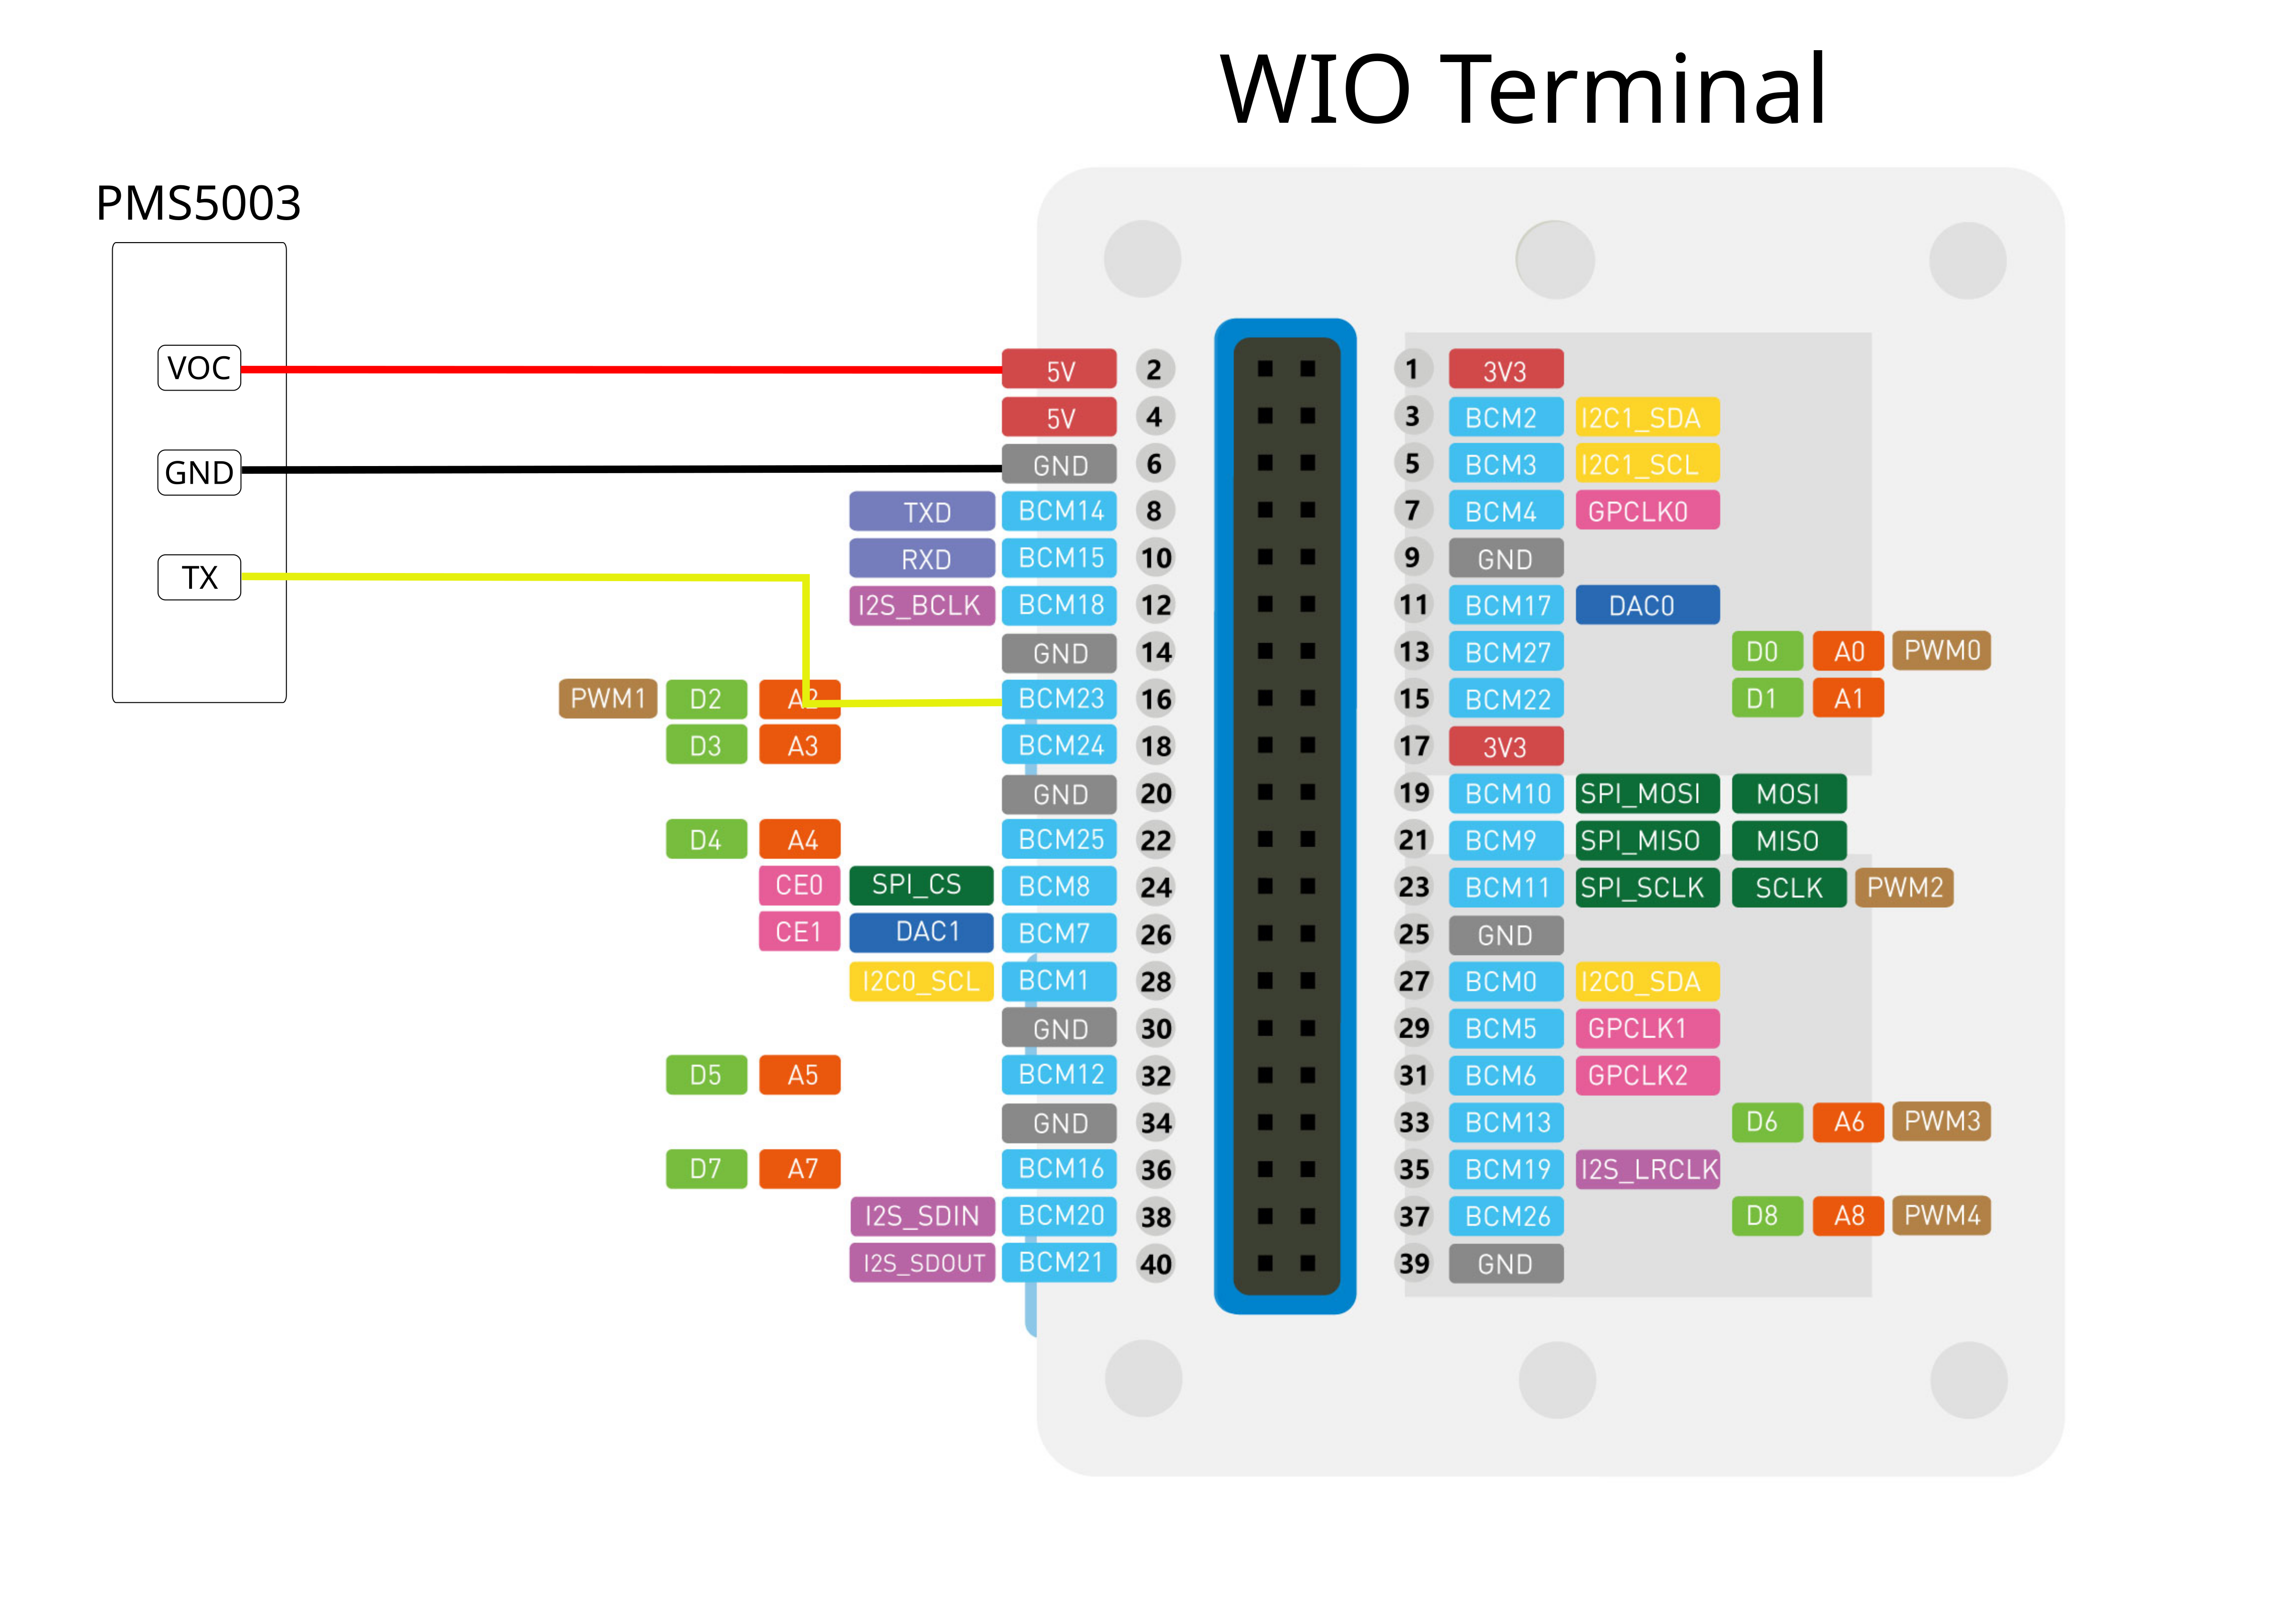 WIO Terminal
PMS5003
VOC 5V 2 1 3V3
5V 4 3 BCM2 I2C1_SDA
GND GND 6 5 BCM3 I2C1_SCL
TXD BCM14 8 7 BCM4 GPCLK0
RXD BCM15 10 9 GND
TX
I2S_BCLK BCM18 12 11 BCM17 DAC0
GND 14 13 BCM27 D0 A0 PWM0
PWM1 D2 A2 BCM23 16 15 BCM22 D1 A1
D3 A3 BCM24 18 17 3V3
GND 20 19 BCM10 SPI_MOSI MOSI
D4 A4 BCM25 22 21 BCM9 SPI_MISO MISO
CE0 SPI_CS BCM8 24 23 BCM11 SPI_SCLK SCLK PWM2
CE1 DAC1 BCM7 26 25 GND
I2C0_SCL BCM1 28 27 BCM0 I2C0_SDA
GND 30 29 BCM5 GPCLK1
D5 A5 BCM12 32 31 BCM6 GPCLK2
GND 34 33 BCM13 D6 A6 PWM3
D7 A7 BCM16 36 35 BCM19 I2S_LRCLK
I2S_SDIN BCM20 38 37 BCM26 D8 A8 PWM4
I2S_SDOUT BCM21 40 39 GND